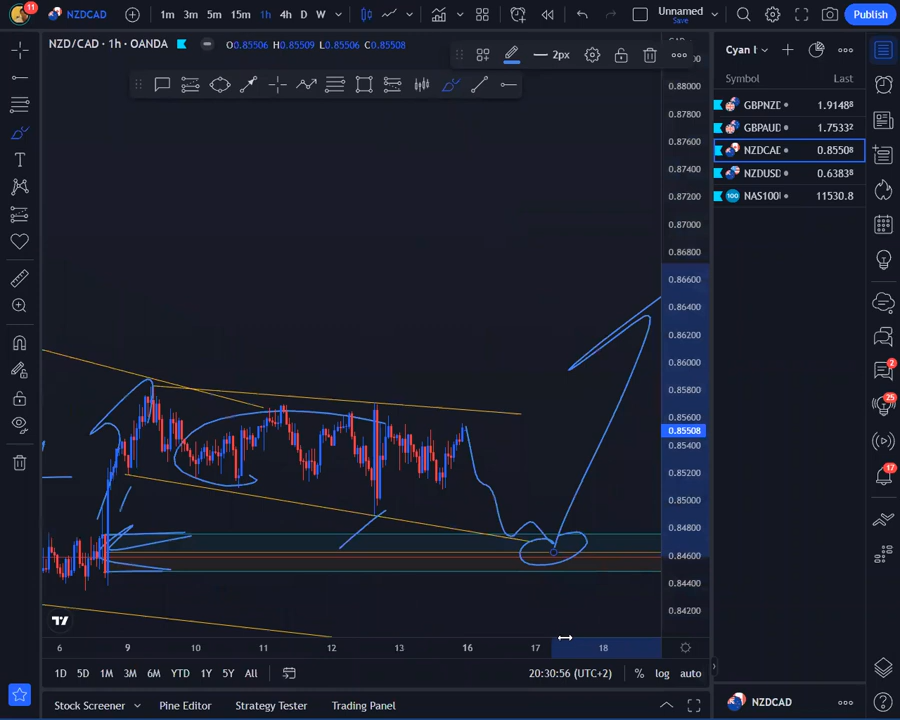 11
NZDCAD
1m 3m 5m 15m 1h 4h D W
Unnamed
Save
Publish
NZD/CAD · 1h · OANDA
O0.85506 H0.85509 L0.85506 C0.85508
2px
Cyan l
Symbol Last
GBPNZD 1.91488
GBPAUD 1.75332
NZDCAD 0.85508
NZDUSD 0.63838
NAS100 11530.8
0.88000
0.87800
0.87600
0.87400
0.87200
0.87000
0.86800
0.86600
0.86400
0.86200
0.86000
0.85800
0.85600
0.85508
0.85400
0.85200
0.85000
0.84800
0.84600
0.84400
0.84200
2
25
17
6 8 9 10 11 12 13 16 17 18
1D 5D 1M 3M 6M YTD 1Y 5Y All
20:30:56 (UTC+2)
% log auto
NZDCAD
Stock Screener Pine Editor Strategy Tester Trading Panel